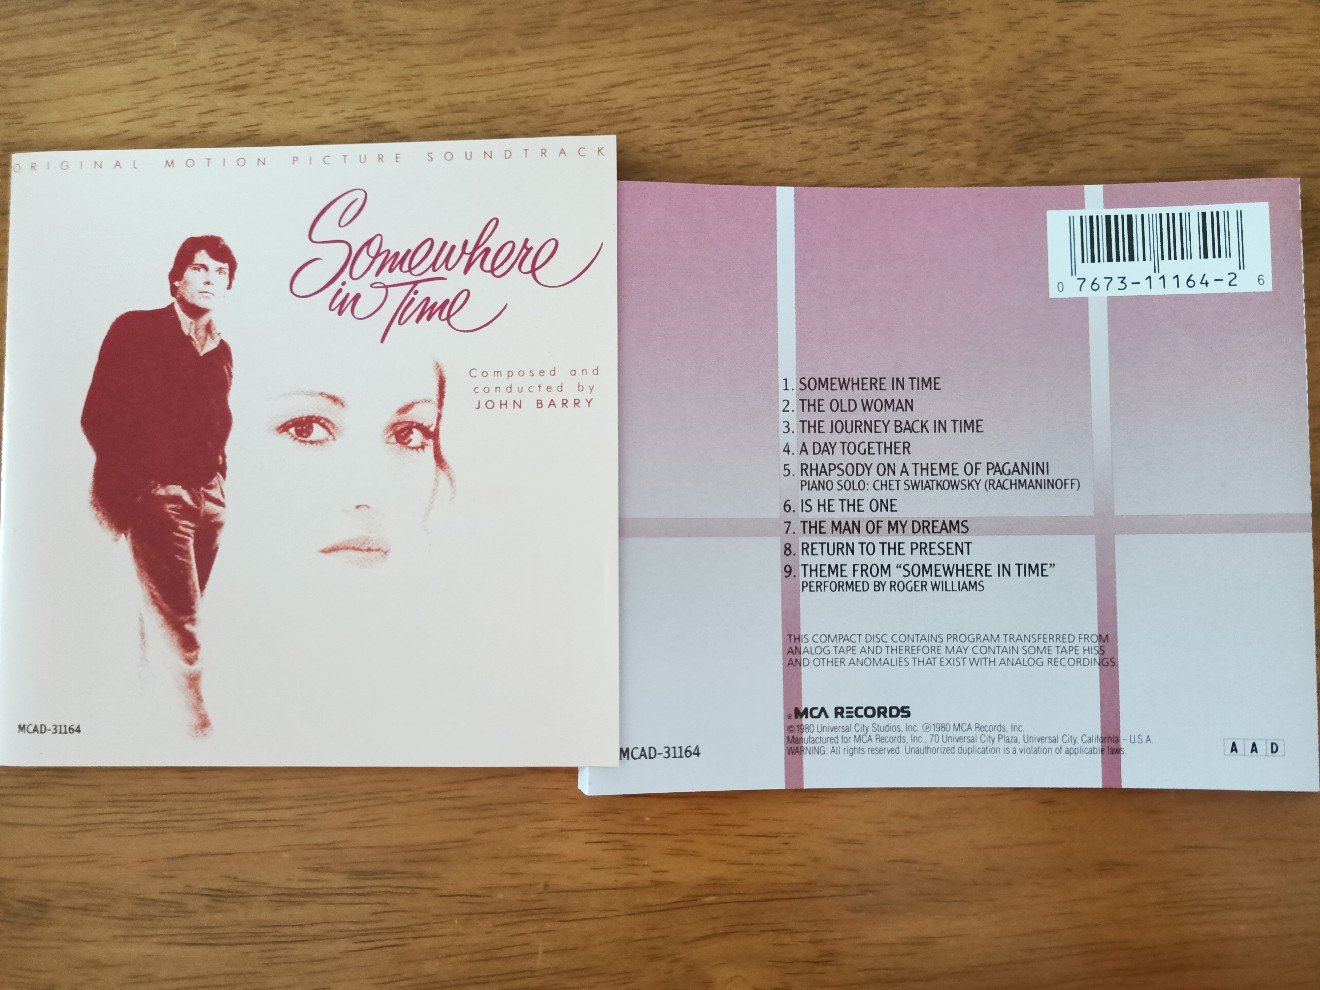 ORIGINAL MOTION PICTURE SOUNDTRACK
Somewhere
in Time
Composed and
conducted by
JOHN BARRY
MCAD-31164
0 7673-11164-2 6
1. SOMEWHERE IN TIME
2. THE OLD WOMAN
3. THE JOURNEY BACK IN TIME
4. A DAY TOGETHER
5. RHAPSODY ON A THEME OF PAGANINI
PIANO SOLO: CHET SWIATKOWSKY (RACHMANINOFF)
6. IS HE THE ONE
7. THE MAN OF MY DREAMS
8. RETURN TO THE PRESENT
9. THEME FROM “SOMEWHERE IN TIME”
PERFORMED BY ROGER WILLIAMS
THIS COMPACT DISC CONTAINS PROGRAM TRANSFERRED FROM
ANALOG TAPE AND THEREFORE MAY CONTAIN SOME TAPE HISS
AND OTHER ANOMALIES THAT EXIST WITH ANALOG RECORDINGS
MCA RECORDS
©1980 Universal City Studios, Inc. ℗1980 MCA Records, Inc.
Manufactured for MCA Records, Inc., 70 Universal City Plaza, Universal City, California – U.S.A.
WARNING: All rights reserved. Unauthorized duplication is a violation of applicable laws.
MCAD-31164
A A D